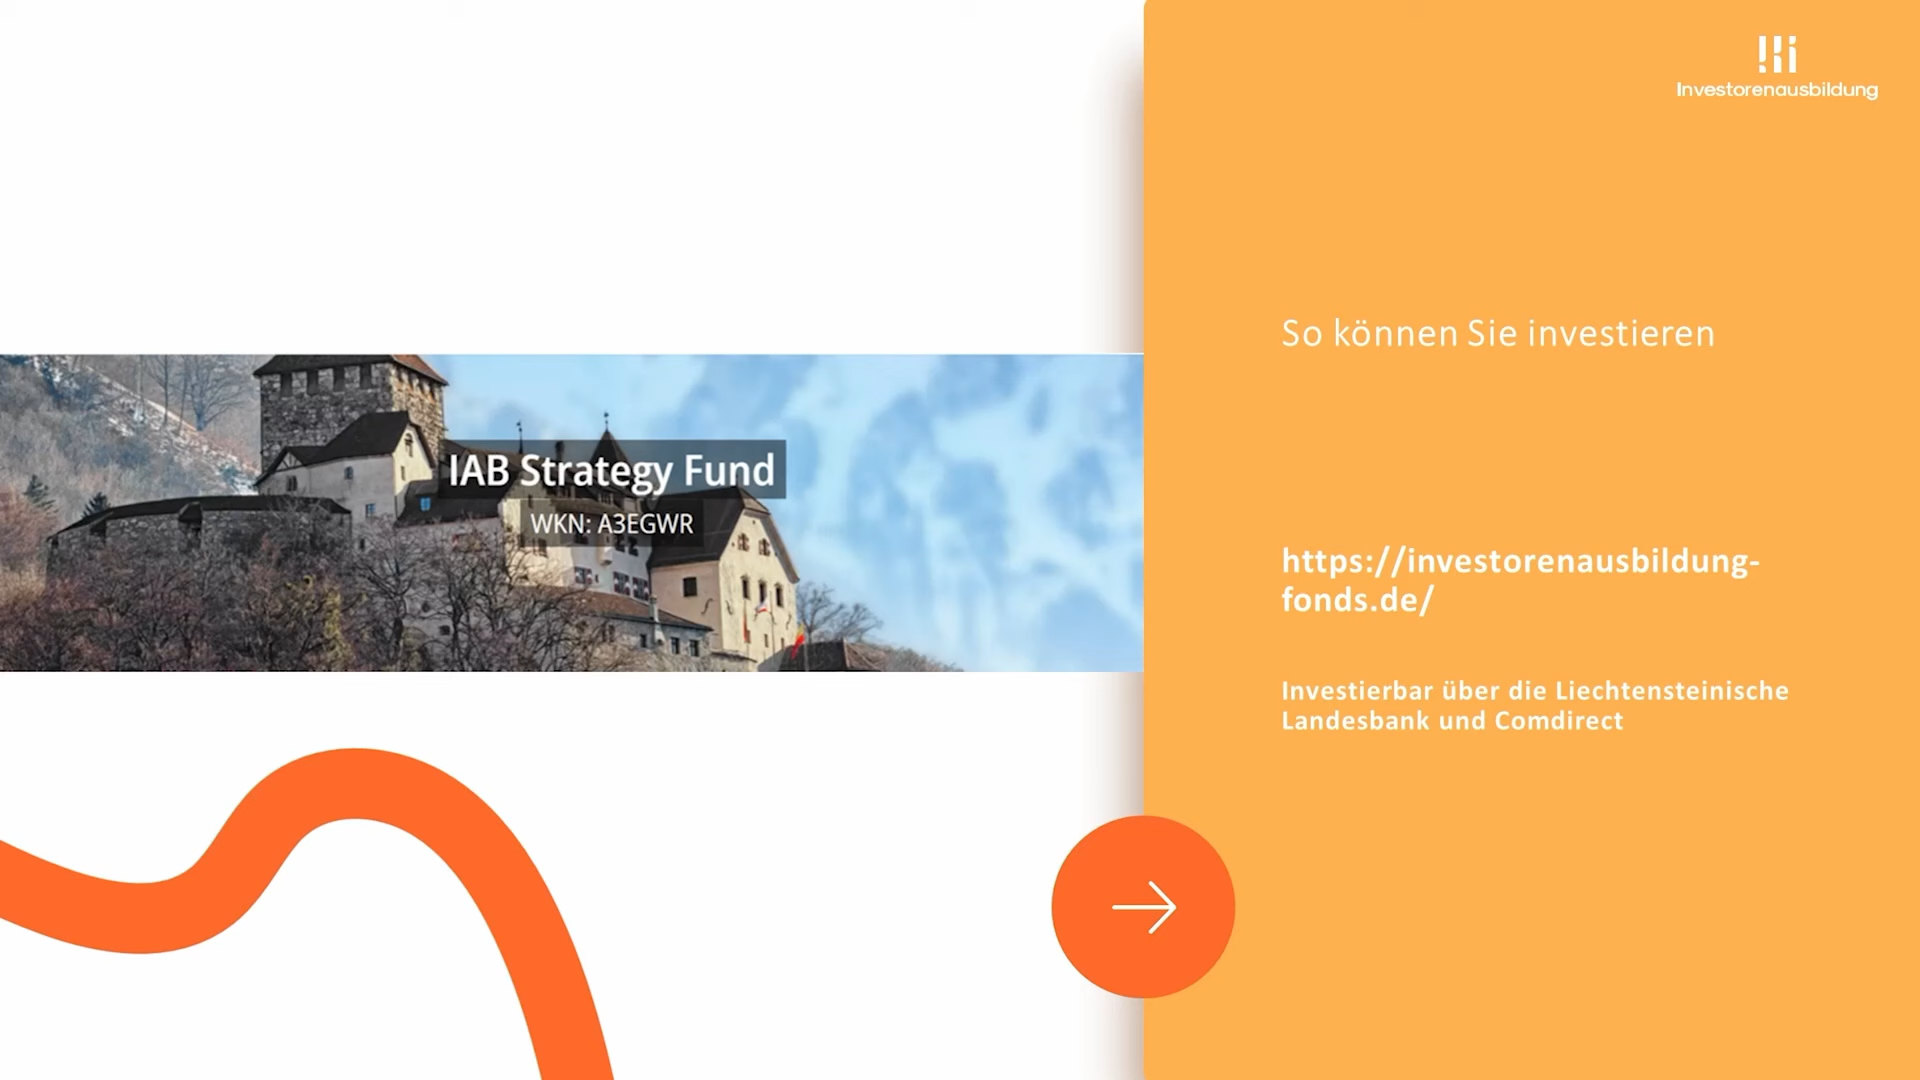 Investorenausbildung
So können Sie investieren
IAB Strategy Fund
WKN: A3EGWR
https://investorenausbildung-
fonds.de/
Investierbar über die Liechtensteinische
Landesbank und Comdirect